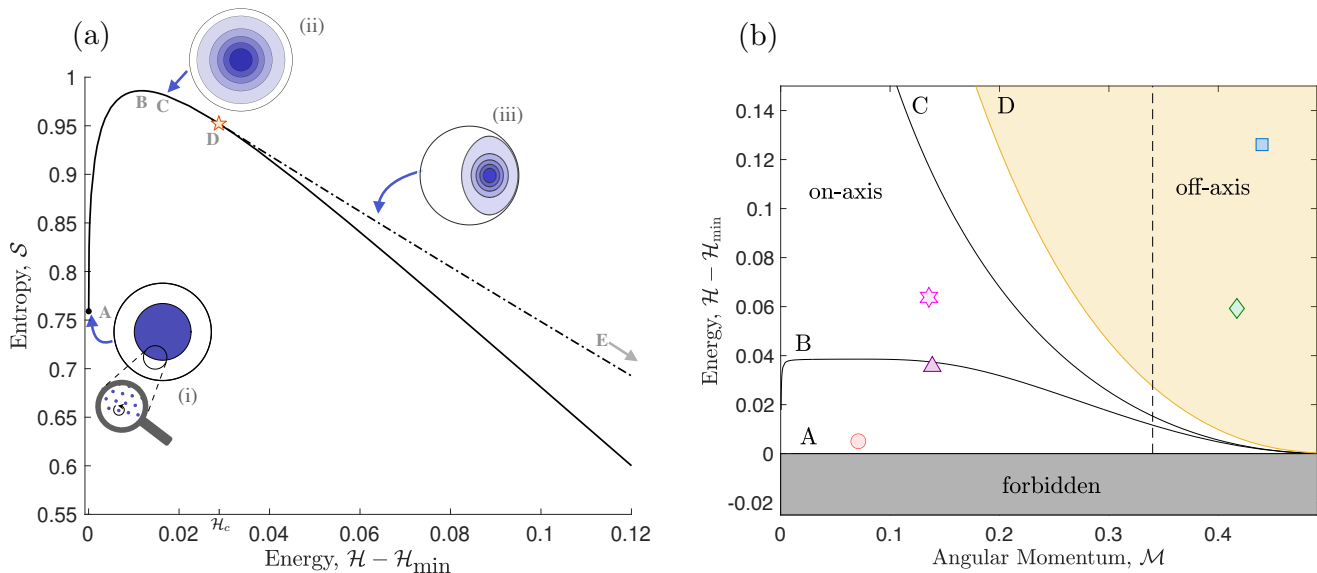 (a)
(ii)
1
B C
0.95
D
(iii)
0.9
0.85
Entropy, S
0.8
A
0.75
E
0.7
(i)
0.65
0.6
0.55
0 0.02 H_c 0.04 0.06 0.08 0.1 0.12
Energy, H − H_min
(b)
0.14
C D
0.12
on-axis off-axis
0.1
0.08
Energy, H − H_min
0.06
0.04
B
0.02
A
0
forbidden
-0.02
0 0.1 0.2 0.3 0.4
Angular Momentum, M